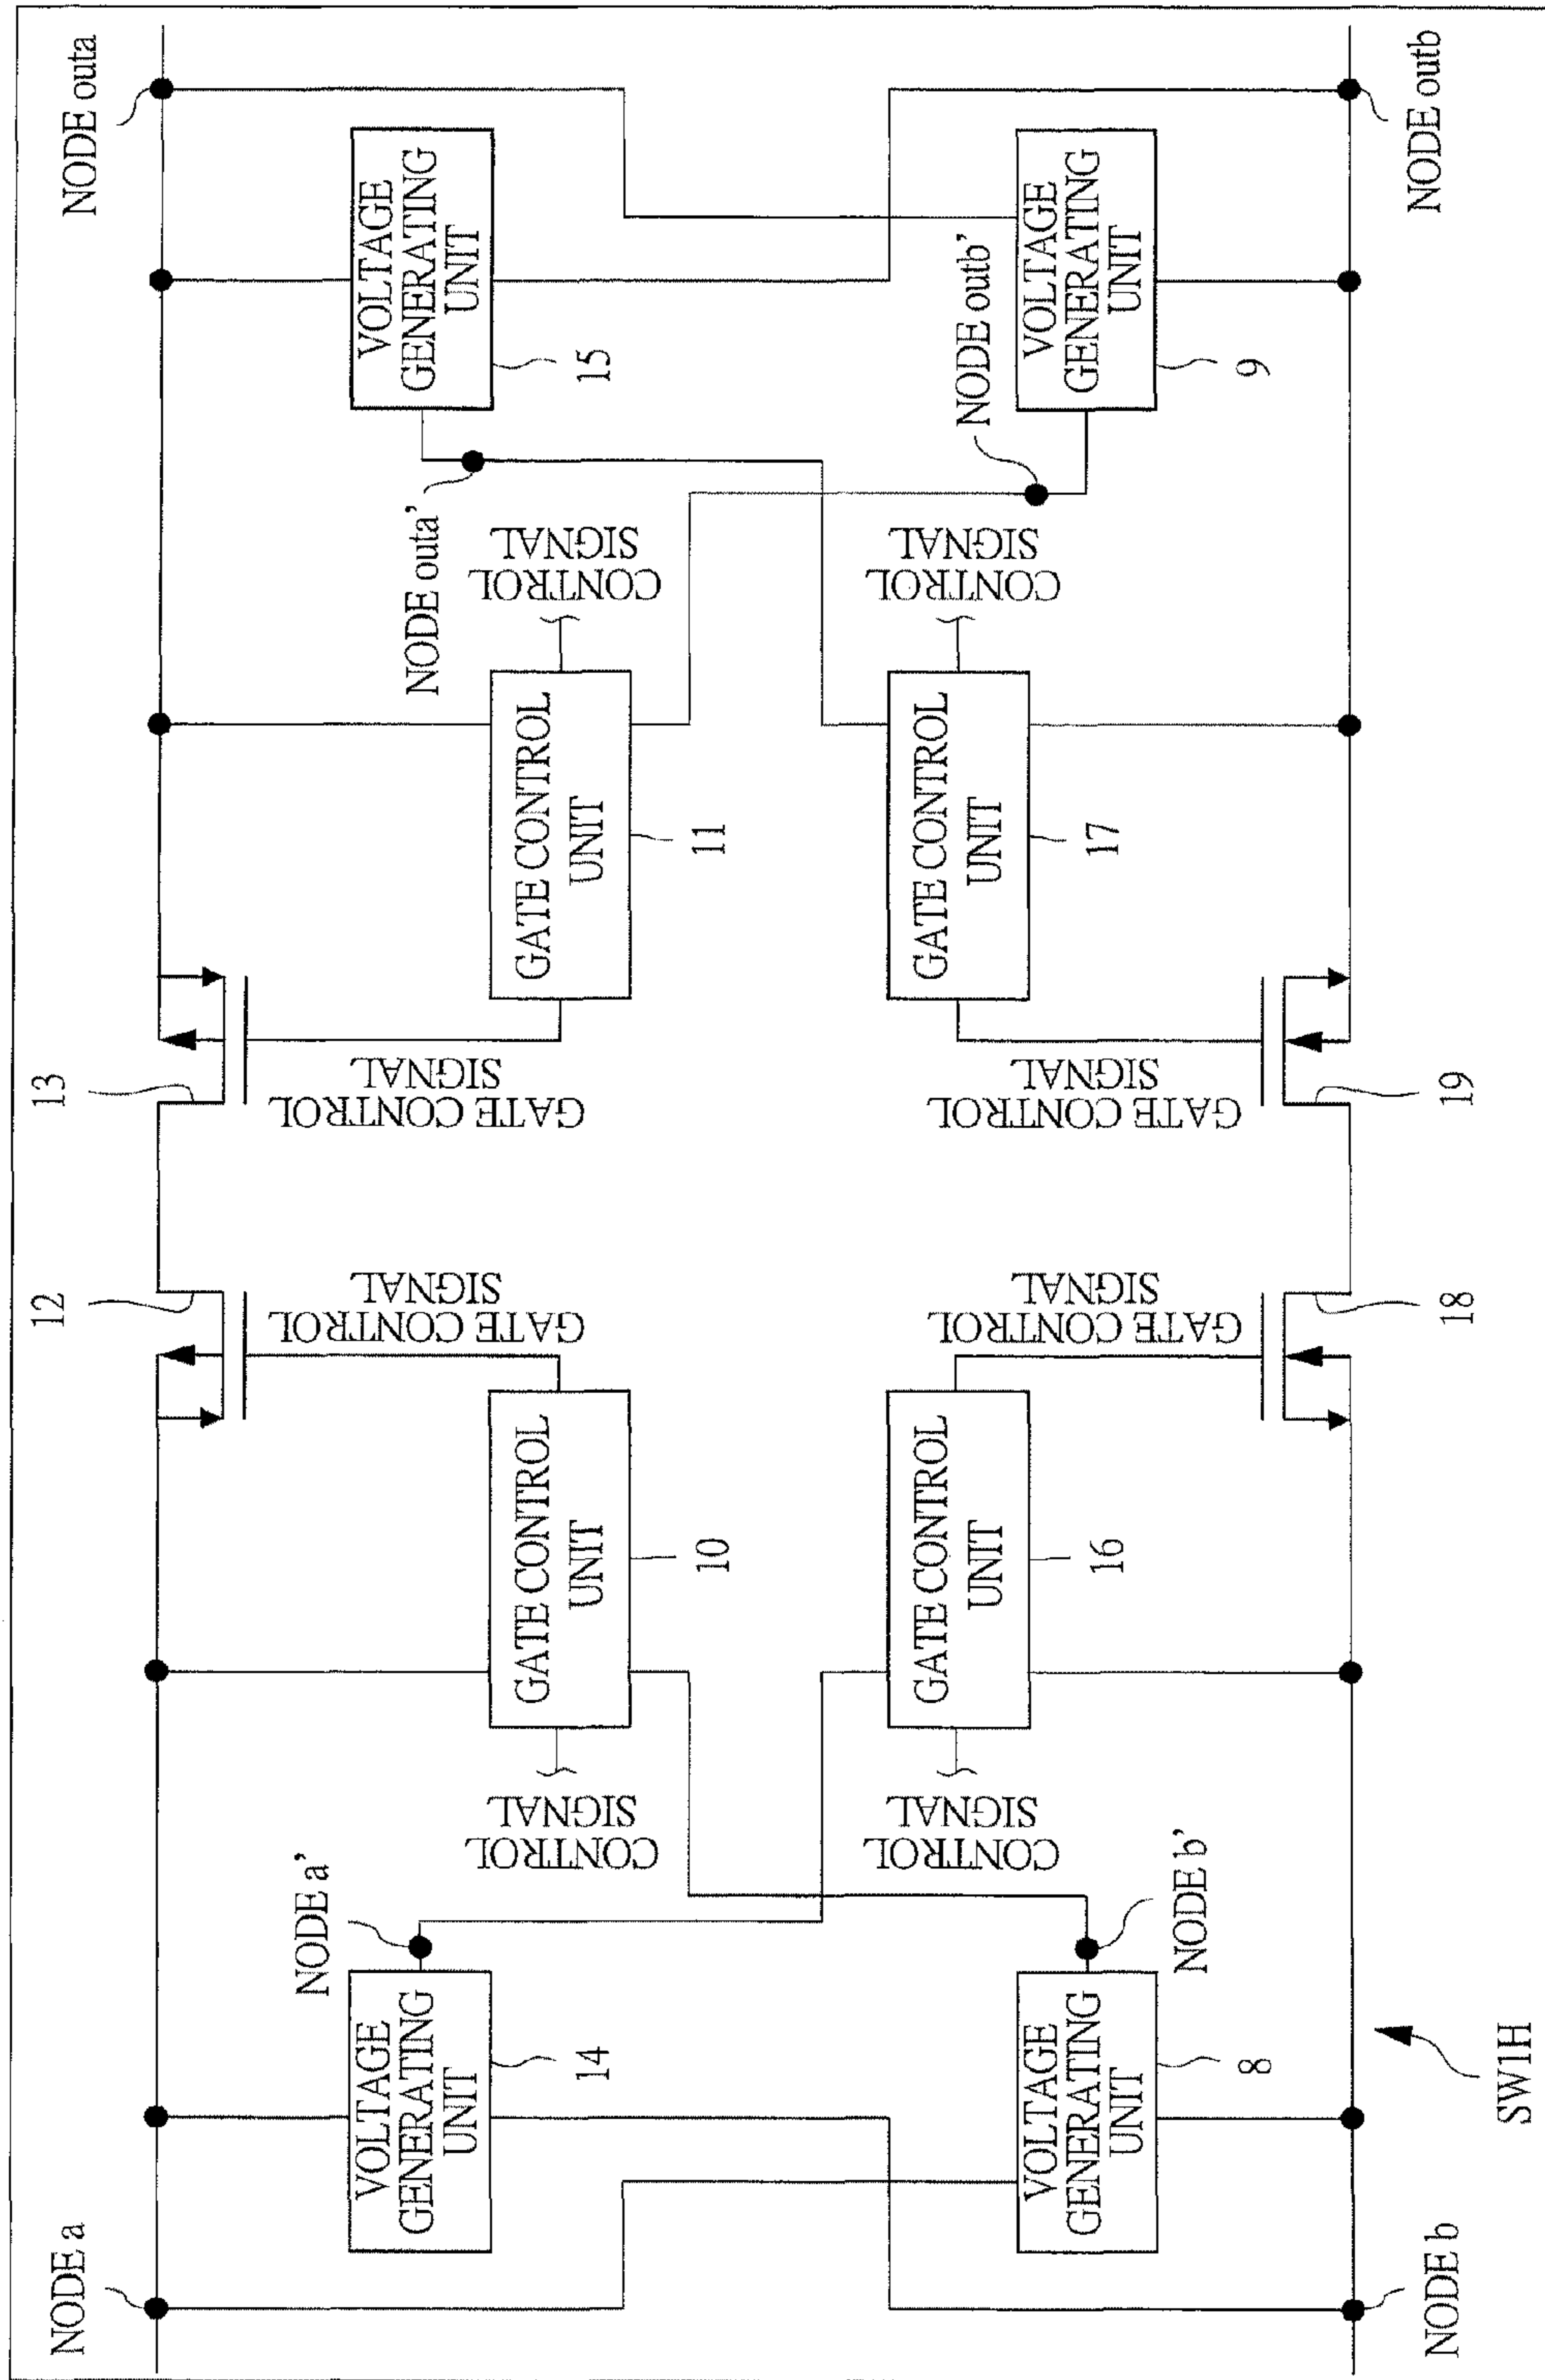 NODE a
NODE outa
12
13
VOLTAGE
GENERATING
UNIT
14
NODE a'
CONTROL
SIGNAL
GATE CONTROL
UNIT
10
GATE CONTROL
SIGNAL
GATE CONTROL
SIGNAL
GATE CONTROL
UNIT
11
CONTROL
SIGNAL
NODE outa'
VOLTAGE
GENERATING
UNIT
15
VOLTAGE
GENERATING
UNIT
8
NODE b'
CONTROL
SIGNAL
GATE CONTROL
UNIT
16
GATE CONTROL
SIGNAL
GATE CONTROL
SIGNAL
GATE CONTROL
UNIT
17
CONTROL
SIGNAL
NODE outb'
VOLTAGE
GENERATING
UNIT
9
NODE b
18
19
NODE outb
SW1H